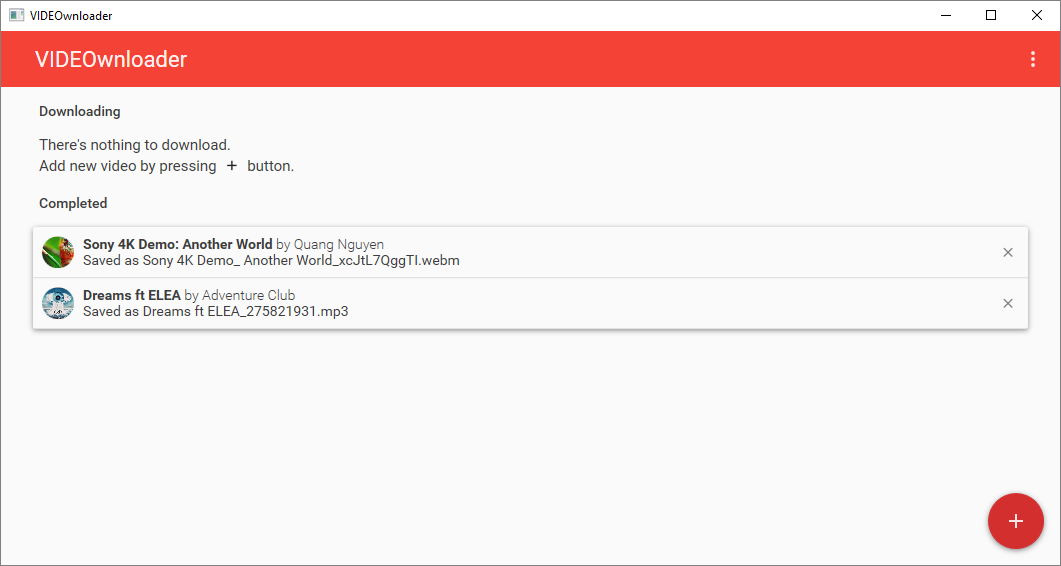 VIDEOwnloader
VIDEOwnloader
Downloading
There's nothing to download.
Add new video by pressing + button.
Completed
Sony 4K Demo: Another World by Quang Nguyen
Saved as Sony 4K Demo_ Another World_xcJtL7QggTI.webm
Dreams ft ELEA by Adventure Club
Saved as Dreams ft ELEA_275821931.mp3